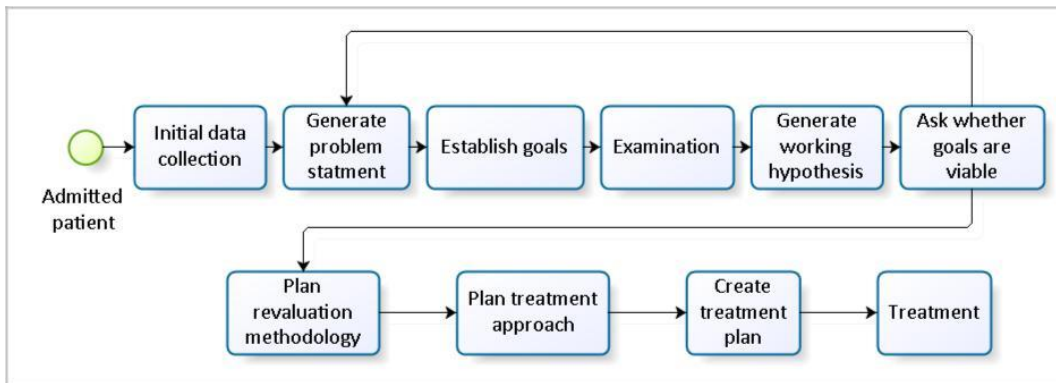 Admitted
patient
Initial data
collection
Generate
problem
statment
Establish goals
Examination
Generate
working
hypothesis
Ask whether
goals are
viable
Plan
revaluation
methodology
Plan treatment
approach
Create
treatment
plan
Treatment